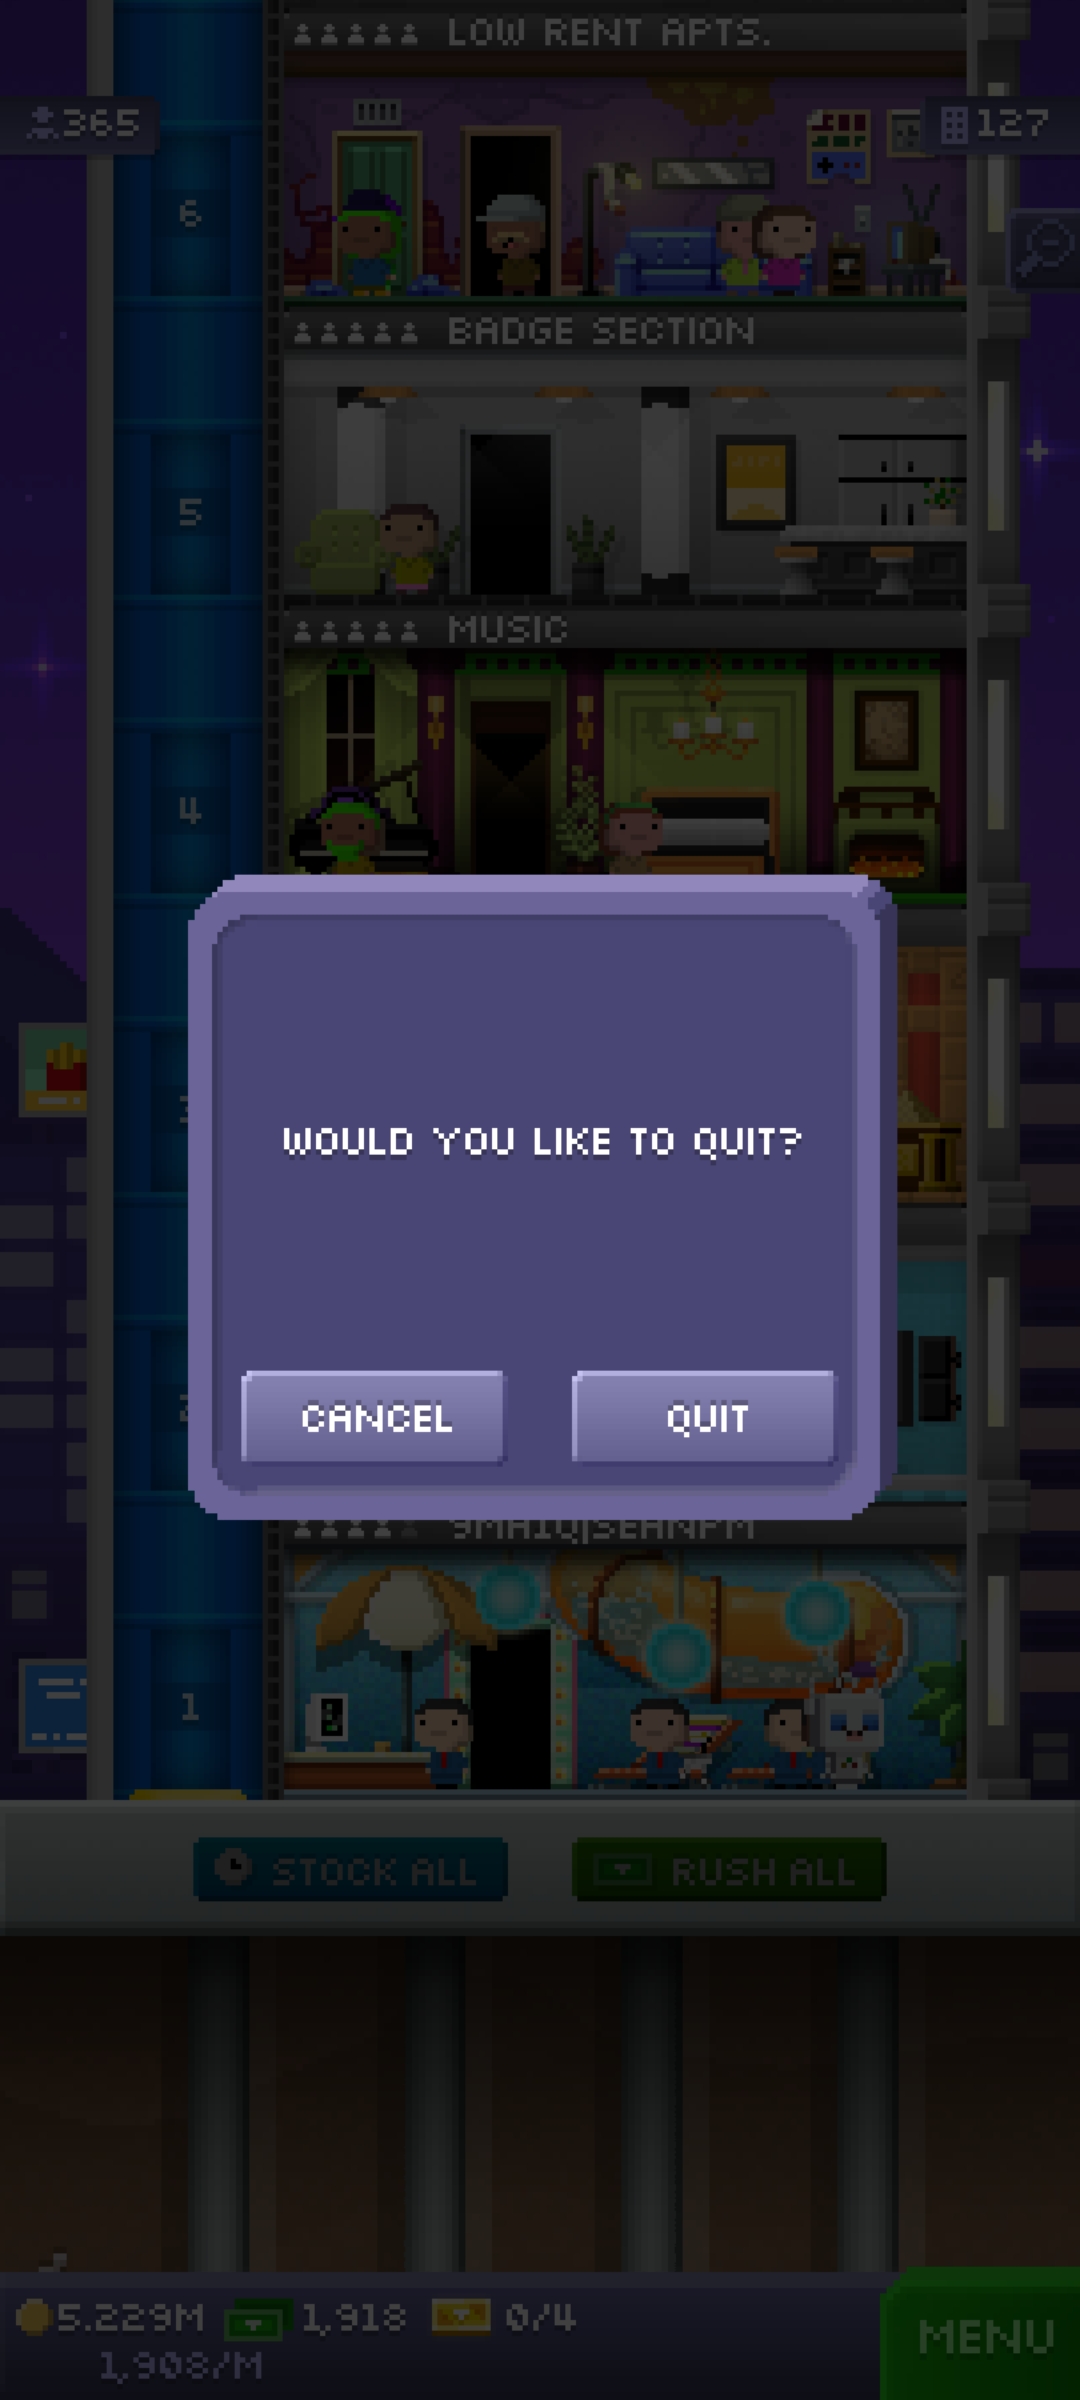 LOW RENT APTS.
365
127
6
BADGE SECTION
5
MUSIC
4
WOULD YOU LIKE TO QUIT?
CANCEL
QUIT
1
STOCK ALL
RUSH ALL
5.229M
1,918
0/4
1,908/M
MENU